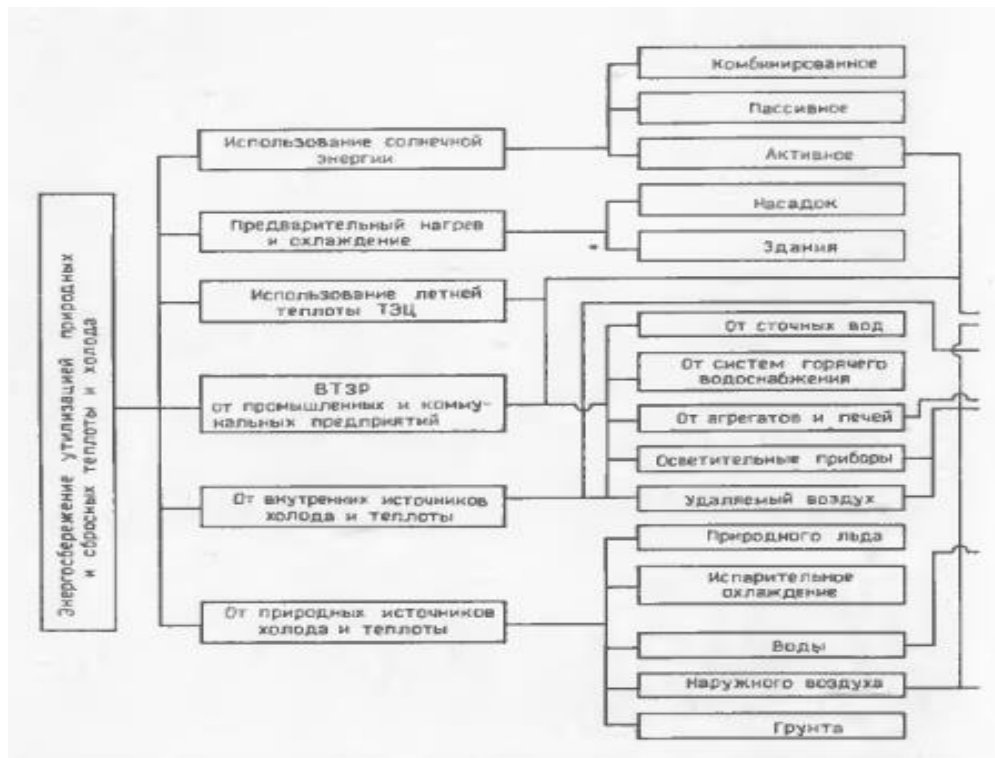 Энергосбережение утилизацией природных
и сбросных теплоты и холода
Использование солнечной
энергии
Предварительный нагрев
и охлаждение
Использование летней
теплоты ТЭЦ
ВТЗР
от промышленных и комму-
нальных предприятий
От внутренних источников
холода и теплоты
От природных источников
холода и теплоты
Комбинированное
Пассивное
Активное
Насадок
Здания
От сточных вод
От систем горячего
водоснабжения
От агрегатов и печей
Осветительные приборы
Удаляемый воздух
Природного льда
Испарительное
охлаждение
Воды
Наружного воздуха
Грунта